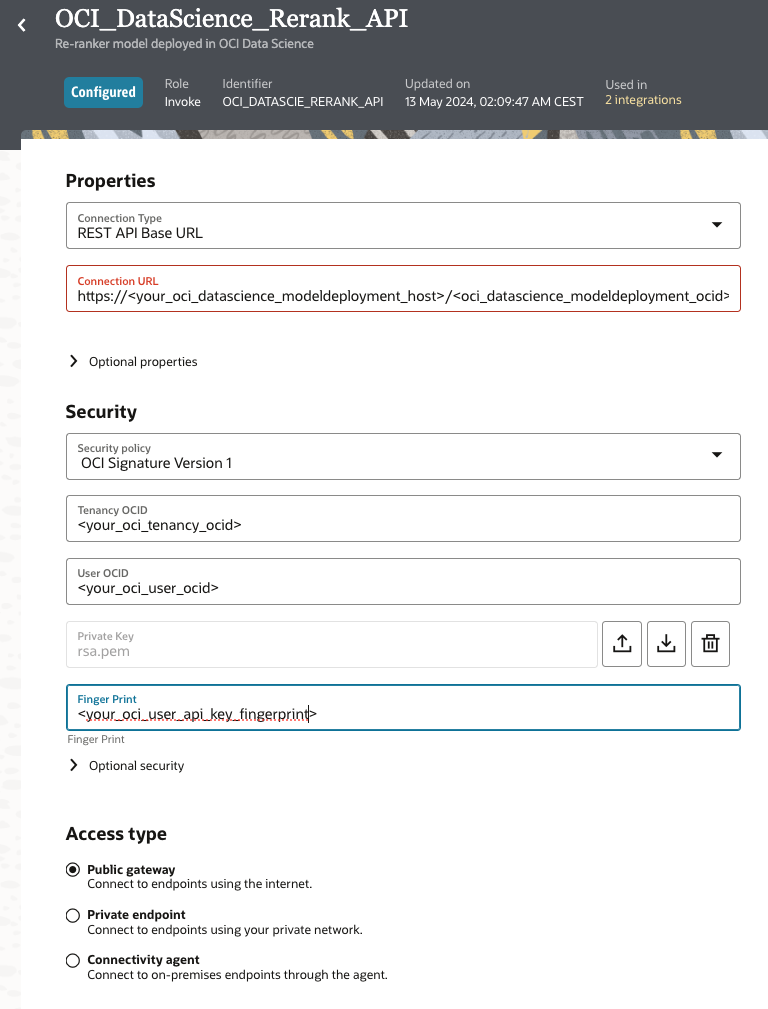 OCI_DataScience_Rerank_API
Re-ranker model deployed in OCI Data Science
Configured
Role
Invoke
Identifier
OCI_DATASCIE_RERANK_API
Updated on
13 May 2024, 02:09:47 AM CEST
Used in
2 integrations
Properties
Connection Type
REST API Base URL
Connection URL
https://<your_oci_datascience_modeldeployment_host>/<oci_datascience_modeldeployment_ocid>
Optional properties
Security
Security policy
OCI Signature Version 1
Tenancy OCID
<your_oci_tenancy_ocid>
User OCID
<your_oci_user_ocid>
Private Key
rsa.pem
Finger Print
<your_oci_user_api_key_fingerprint>
Finger Print
Optional security
Access type
Public gateway
Connect to endpoints using the internet.
Private endpoint
Connect to endpoints using your private network.
Connectivity agent
Connect to on-premises endpoints through the agent.